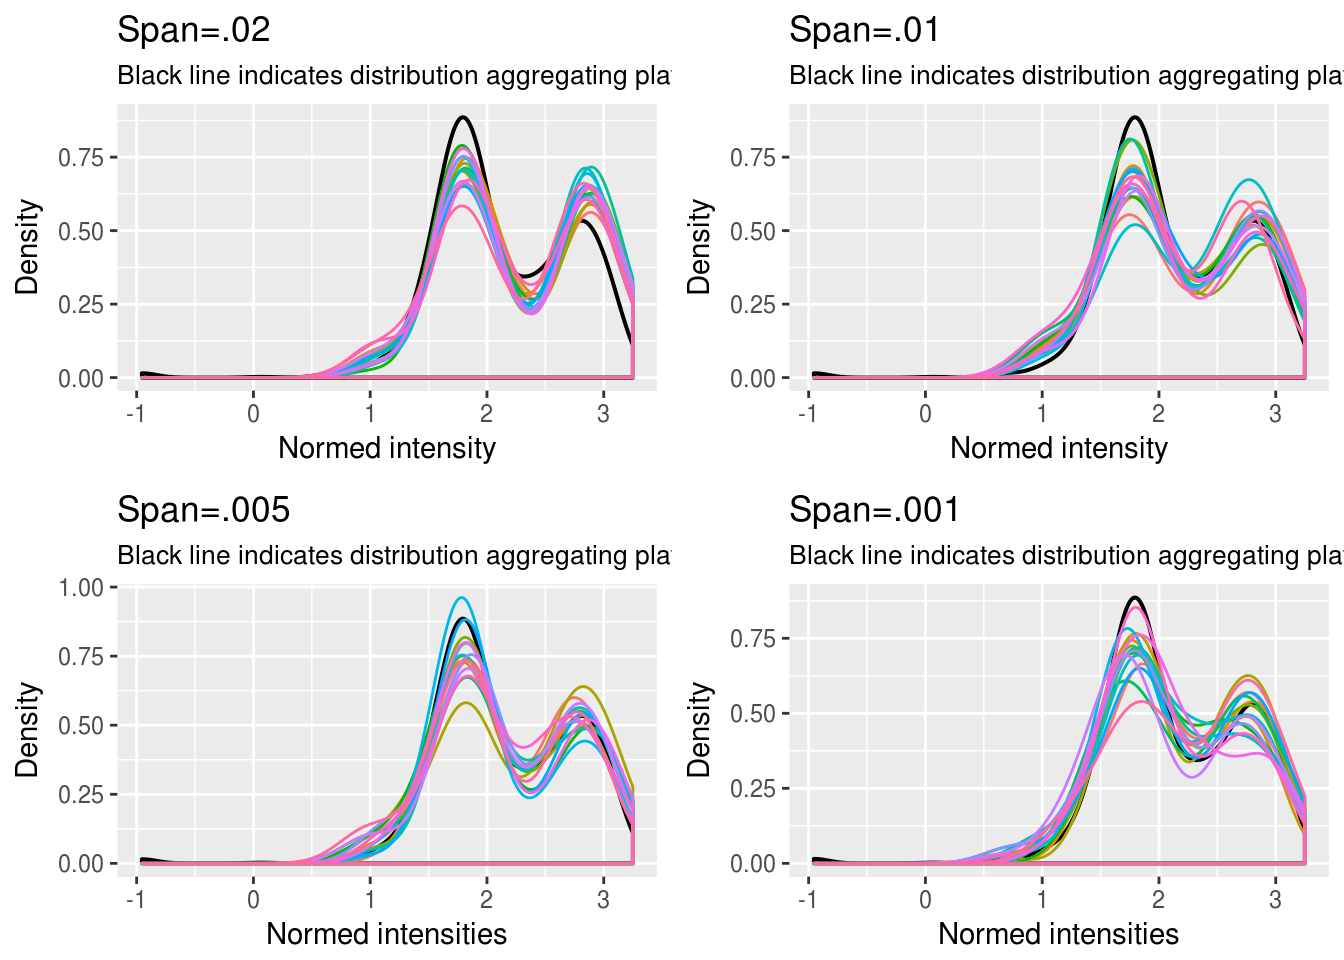 Span=.02
Black line indicates distribution aggregating
0.75
0.50
0.25
0.00
Density
-1 0 1 2 3
Normed intensity
Span=.01
Black line indicates distribution aggregating
0.75
0.50
0.25
0.00
Density
-1 0 1 2 3
Normed intensity
Span=.005
Black line indicates distribution aggregating
1.00
0.75
0.50
0.25
0.00
Density
-1 0 1 2 3
Normed intensities
Span=.001
Black line indicates distribution aggregating
0.75
0.50
0.25
0.00
Density
-1 0 1 2 3
Normed intensities